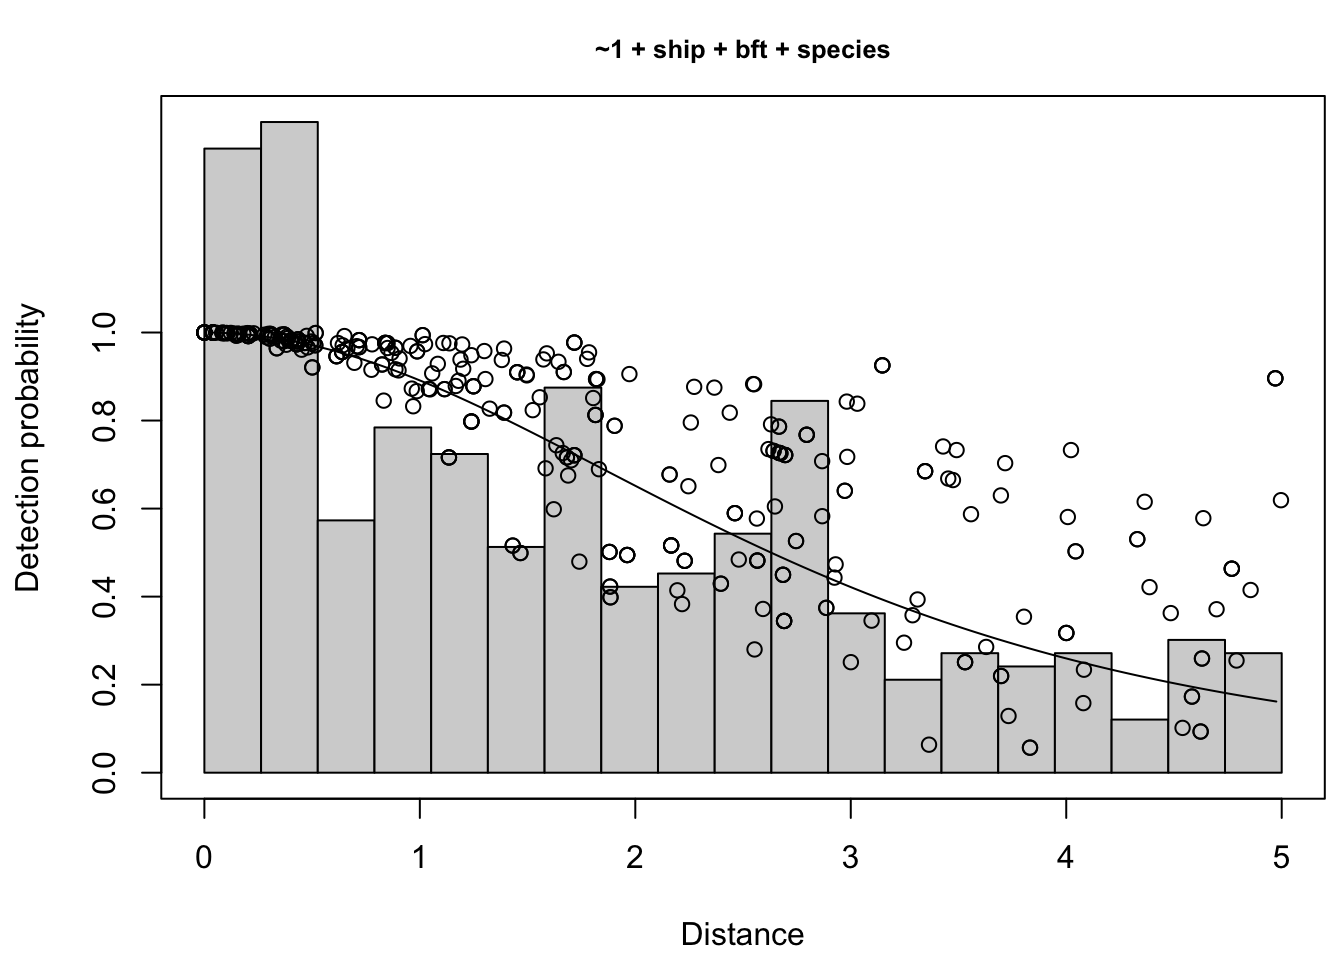 ~1 + ship + bft + species
Detection probability
1.0
0.8
0.6
0.4
0.2
0.0
0 1 2 3 4 5
Distance